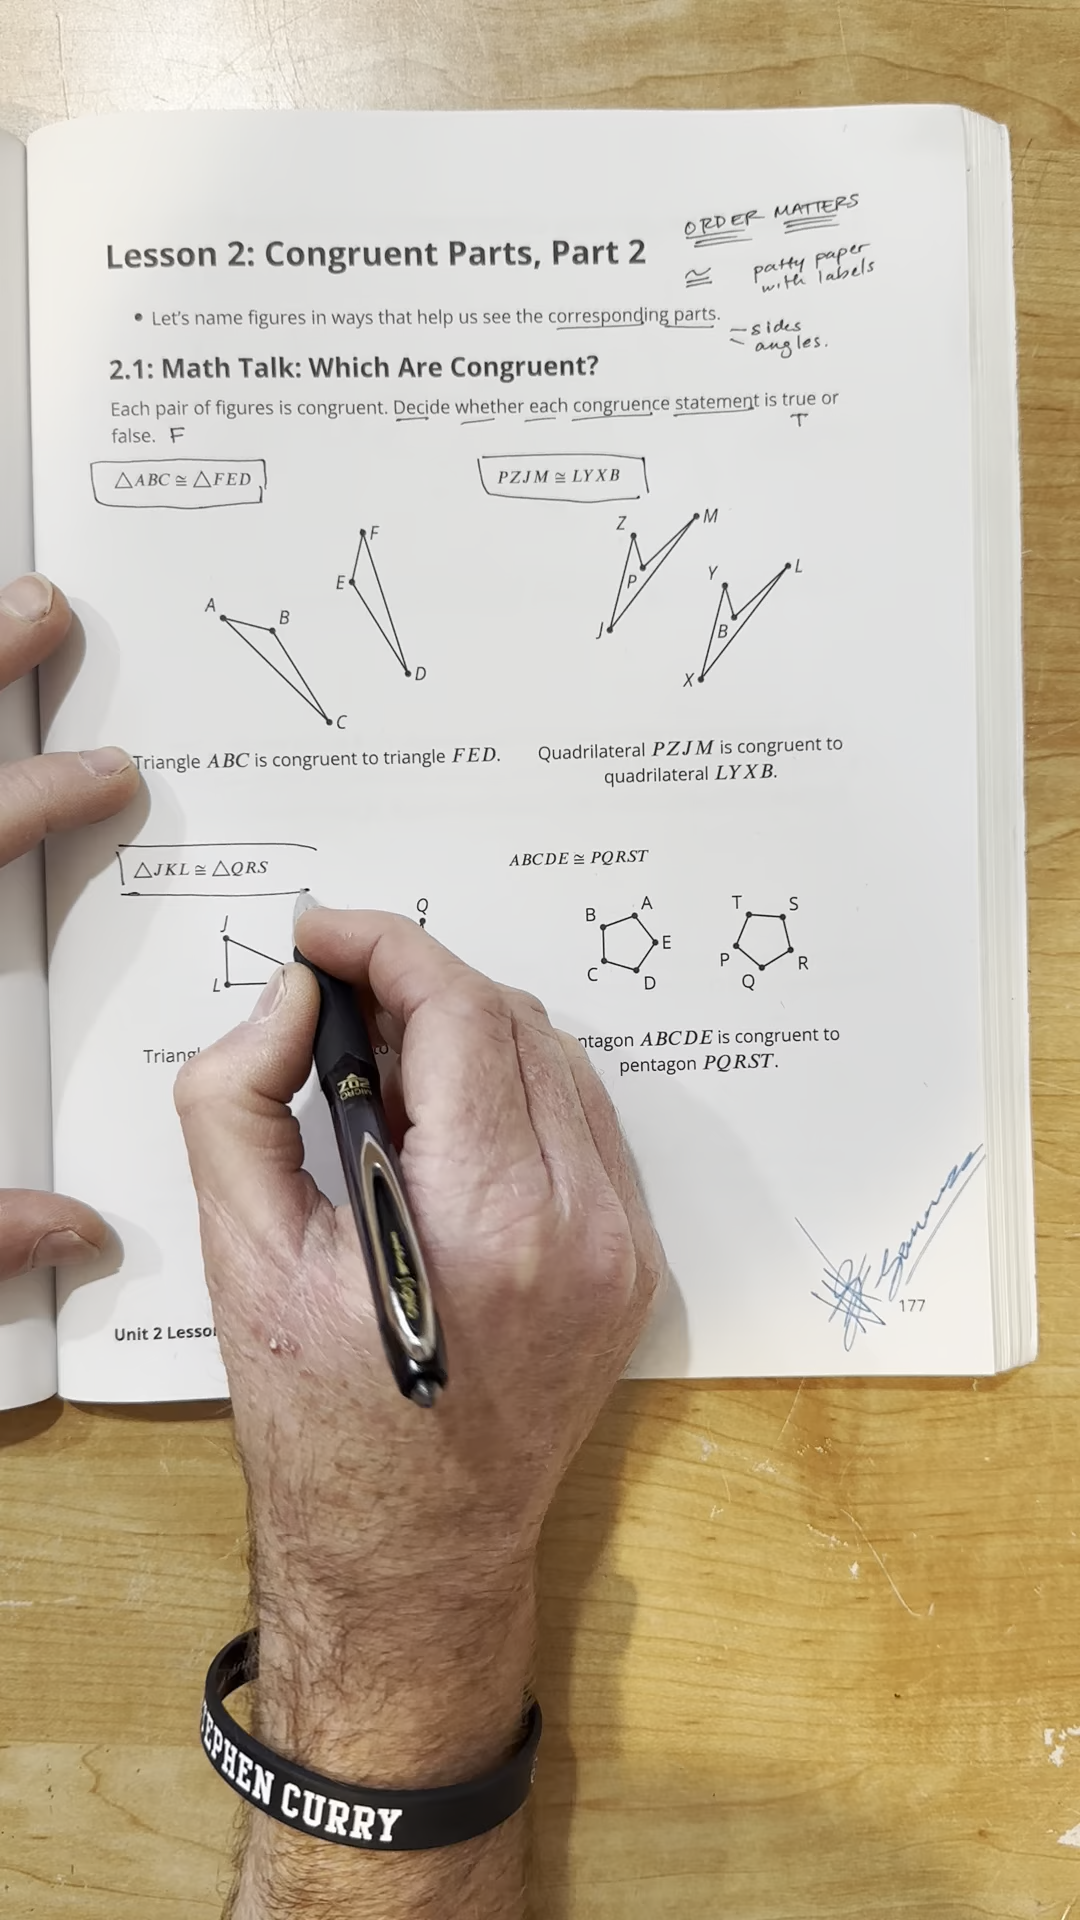 ORDER MATTERS
Lesson 2: Congruent Parts, Part 2
≅ patty paper
with labels
• Let's name figures in ways that help us see the corresponding parts.
– sides
– angles.
2.1: Math Talk: Which Are Congruent?
Each pair of figures is congruent. Decide whether each congruence statement is true or
T
false. F
△ABC ≅ △FED
PZJM ≅ LYXB
F
E
A
B
D
C
Z
M
P
J
Y
L
B
X
Triangle ABC is congruent to triangle FED.
Quadrilateral PZJM is congruent to
quadrilateral LYXB.
△JKL ≅ △QRS
ABCDE ≅ PQRST
J
L
Q
B
A
E
C
D
T
S
P
R
Q
ntagon ABCDE is congruent to
pentagon PQRST.
Triangl
to
177
Unit 2 Lesson
STEPHEN CURRY